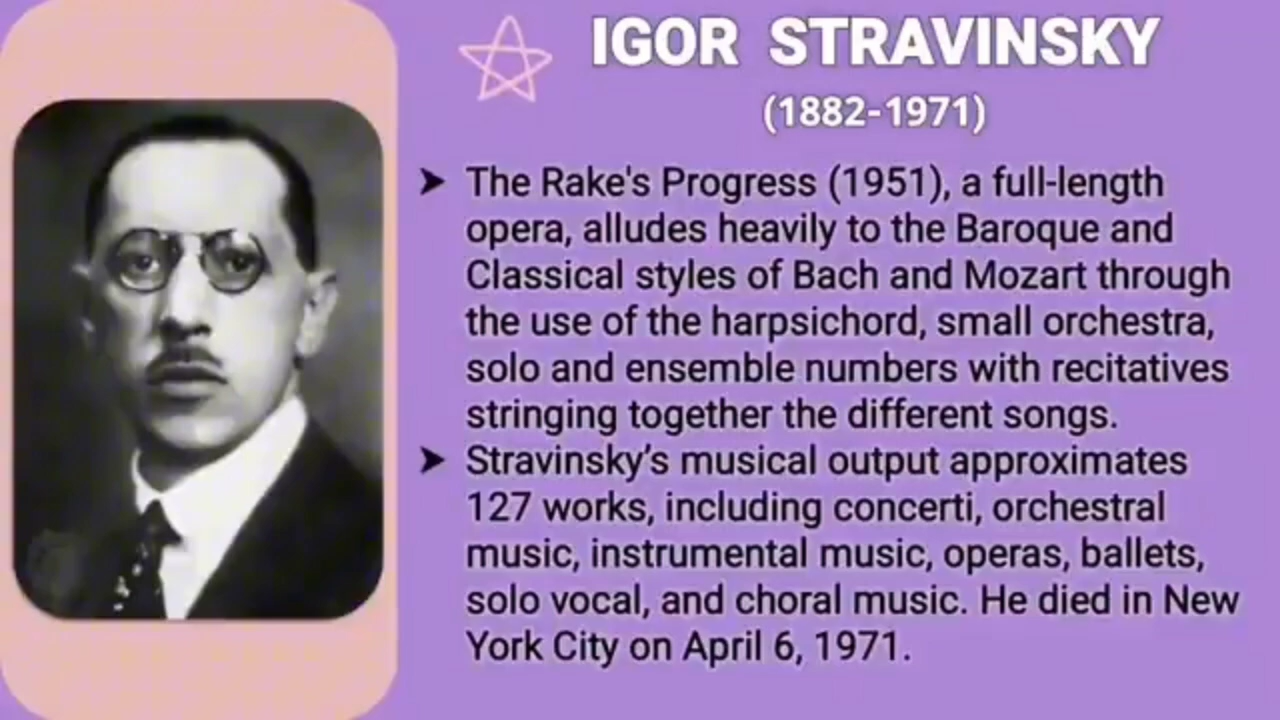 IGOR STRAVINSKY
(1882-1971)
➤ The Rake's Progress (1951), a full-length
opera, alludes heavily to the Baroque and
Classical styles of Bach and Mozart through
the use of the harpsichord, small orchestra,
solo and ensemble numbers with recitatives
stringing together the different songs.
➤ Stravinsky’s musical output approximates
127 works, including concerti, orchestral
music, instrumental music, operas, ballets,
solo vocal, and choral music. He died in New
York City on April 6, 1971.